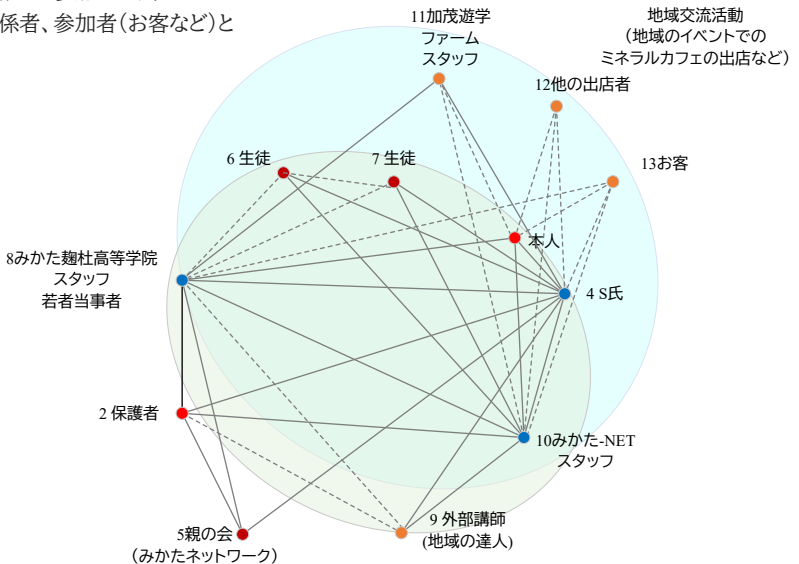 係者、参加者（お客など）と
11加茂遊学
ファーム
スタッフ
地域交流活動
（地域のイベントでの
ミネラルカフェの出店など）
12他の出店者
6 生徒
7 生徒
13お客
本人
8みかた麹杜高等学院
スタッフ
若者当事者
4 S氏
2 保護者
10みかた-NET
スタッフ
5親の会
（みかたネットワーク）
9 外部講師
(地域の達人)